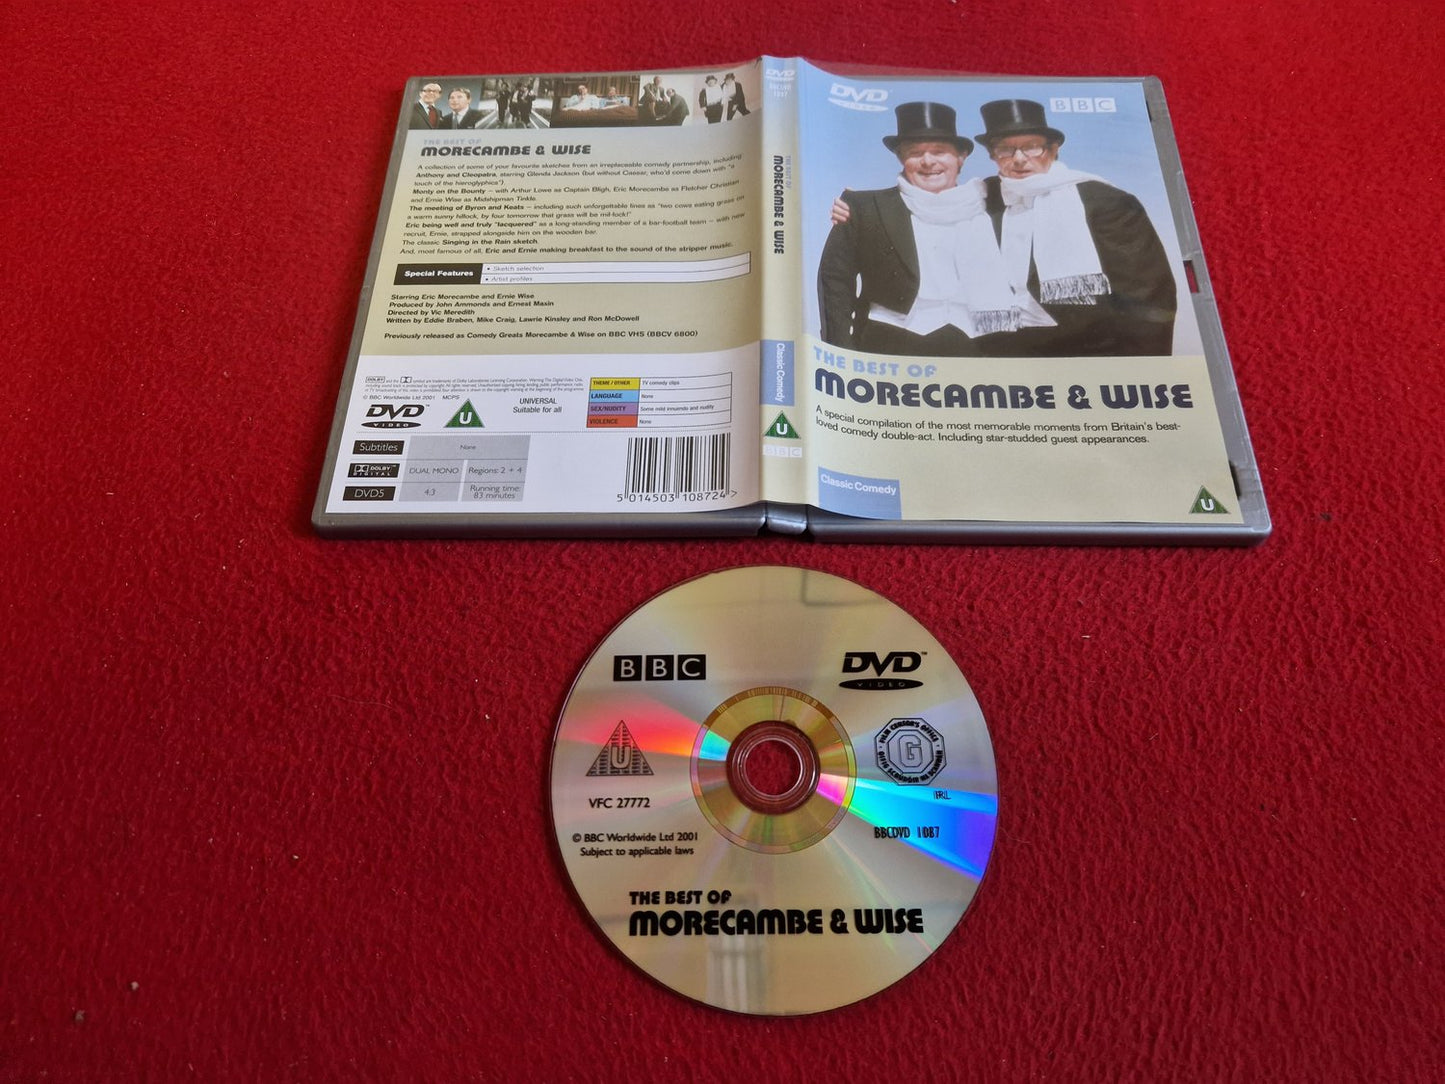 THE BEST OF
MORECAMBE & WISE
A collection of some of your favourite sketches from an irreplaceable comedy partnership, including
Anthony and Cleopatra, starring Glenda Jackson (but without Caesar, who'd come down with "a
touch of the hieroglyphics")
Monty on the Bounty – with Arthur Lowe as Captain Bligh, Eric Morecambe as Fletcher Christian
and Ernie Wise as Midshipman Tinkle.
The meeting of Byron and Keats – including such unforgettable lines as "two cows eating grass on
a warm sunny hillock, by four tomorrow that grass will be mil-lock!"
Eric being well and truly "lacquered" as a long-standing member of a bar-football team – with new
recruit, Ernie, strapped alongside him on the wooden bar.
The classic Singing in the Rain sketch.
And, most famous of all, Eric and Ernie making breakfast to the sound of the stripper music.
Special Features
• Sketch selection
• Artist profiles
Starring Eric Morecambe and Ernie Wise
Produced by John Ammonds and Ernest Maxin
Directed by Vic Meredith
Written by Eddie Braben, Mike Craig, Lawrie Kinsley and Ron McDowell
Previously released as Comedy Greats Morecambe & Wise on BBC VHS (BBCV 6800)
© BBC Worldwide Ltd 2001 MCPS
DVD
VIDEO
U
UNIVERSAL
Suitable for all
THEME / OTHER TV comedy clips
LANGUAGE None
SEX/NUDITY Some mild innuendo and nudity
VIOLENCE None
Subtitles None
DOLBY DIGITAL DUAL MONO Regions: 2 + 4
DVD5 4:3 Running time:
83 minutes
5 014503 108724 >
DVD
BBCDVD
1087
THE BEST OF
MORECAMBE & WISE
Classic Comedy
U
BBC
DVD
VIDEO
BBC
THE BEST OF
MORECAMBE & WISE
A special compilation of the most memorable moments from Britain's best-
loved comedy double-act. Including star-studded guest appearances.
Classic Comedy
U
BBC
DVD™
VIDEO
U
FILM CENSOR'S OFFICE
G
IRL
VFC 27772
BBCDVD 1087
© BBC Worldwide Ltd 2001
Subject to applicable laws
THE BEST OF
MORECAMBE & WISE